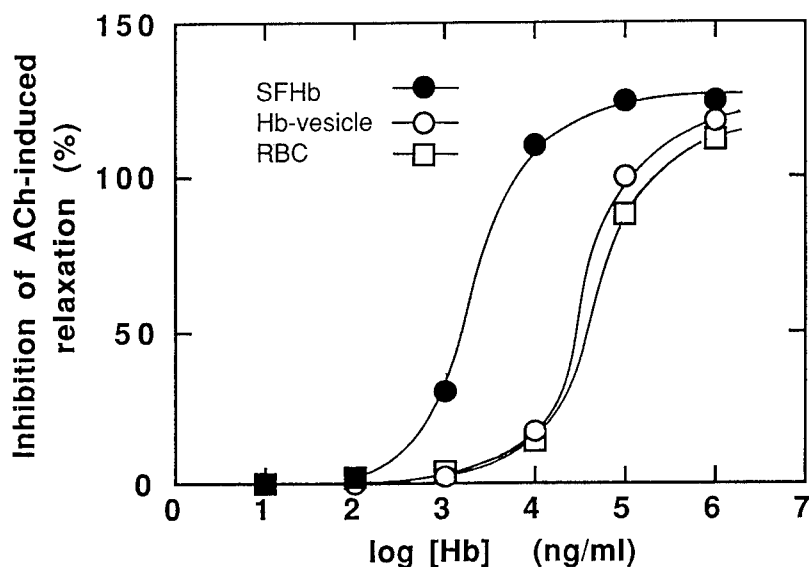 150
100
50
0
Inhibition of ACh-induced
relaxation (%)
SFHb
Hb-vesicle
RBC
0 1 2 3 4 5 6 7
log [Hb] (ng/ml)